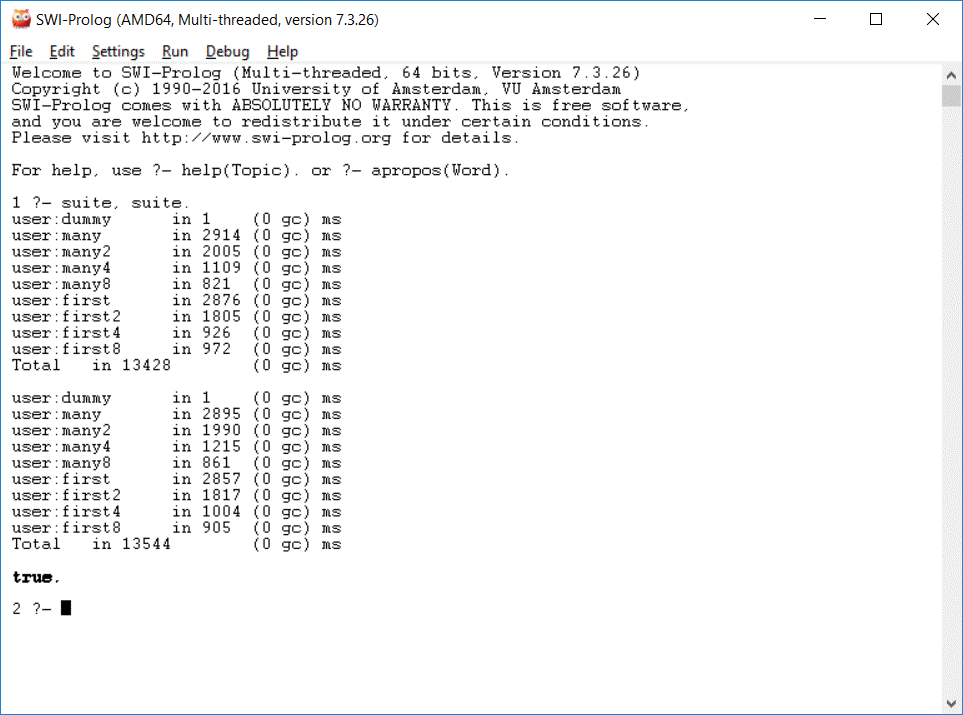 SWI-Prolog (AMD64, Multi-threaded, version 7.3.26)
File Edit Settings Run Debug Help
Welcome to SWI-Prolog (Multi-threaded, 64 bits, Version 7.3.26)
Copyright (c) 1990-2016 University of Amsterdam, VU Amsterdam
SWI-Prolog comes with ABSOLUTELY NO WARRANTY. This is free software,
and you are welcome to redistribute it under certain conditions.
Please visit http://www.swi-prolog.org for details.
For help, use ?- help(Topic). or ?- apropos(Word).
1 ?- suite, suite.
user:dummy in 1 (0 gc) ms
user:many in 2914 (0 gc) ms
user:many2 in 2005 (0 gc) ms
user:many4 in 1109 (0 gc) ms
user:many8 in 821 (0 gc) ms
user:first in 2876 (0 gc) ms
user:first2 in 1805 (0 gc) ms
user:first4 in 926 (0 gc) ms
user:first8 in 972 (0 gc) ms
Total in 13428 (0 gc) ms
user:dummy in 1 (0 gc) ms
user:many in 2895 (0 gc) ms
user:many2 in 1990 (0 gc) ms
user:many4 in 1215 (0 gc) ms
user:many8 in 861 (0 gc) ms
user:first in 2857 (0 gc) ms
user:first2 in 1817 (0 gc) ms
user:first4 in 1004 (0 gc) ms
user:first8 in 905 (0 gc) ms
Total in 13544 (0 gc) ms
true.
2 ?-